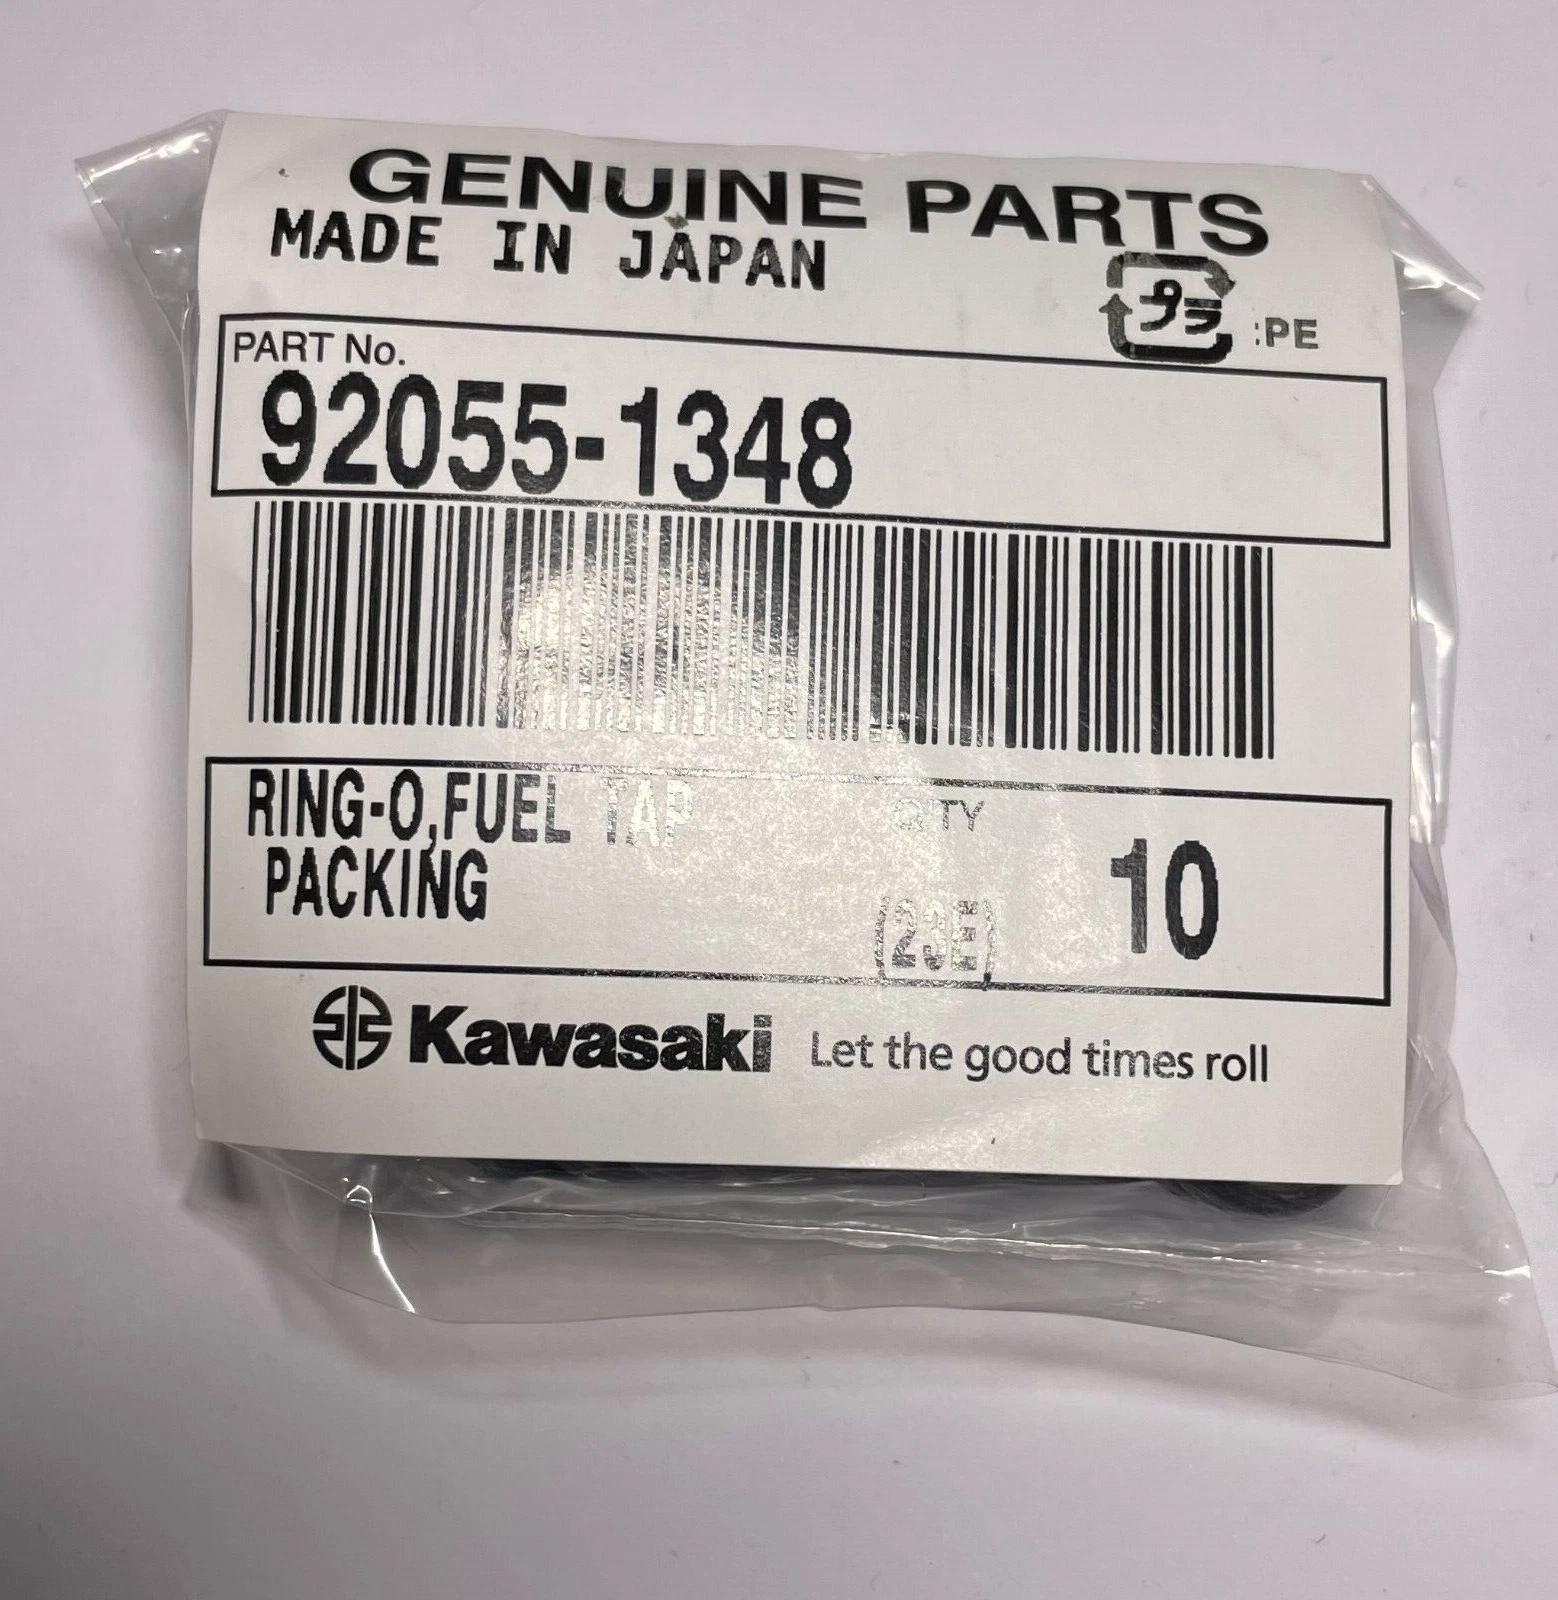 GENUINE PARTS
MADE IN JAPAN
プラ :PE
PART No.
92055-1348
RING-O,FUEL TAP
PACKING
Q'TY
10
(23E)
Kawasaki Let the good times roll